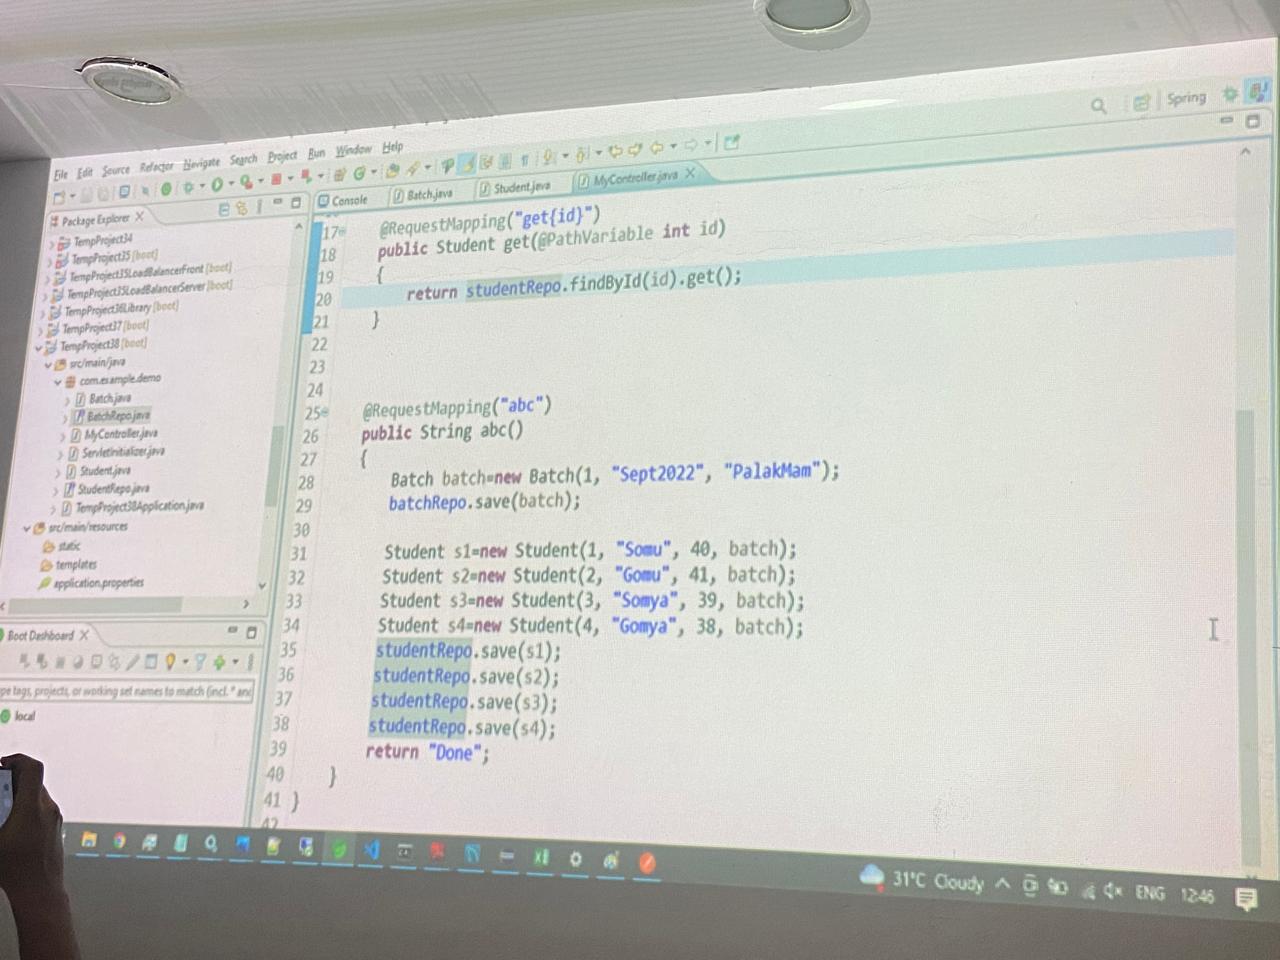 Spring
File Edit Source Refactor Navigate Search Project Run Window Help
Package Explorer
TempProject34
TempProject35 [boot]
TempProject35LoadBalancerFront [boot]
TempProject35LoadBalancerServer [boot]
TempProject36Library [boot]
TempProject37 [boot]
TempProject38 [boot]
src/main/java
com.example.demo
Batch.java
BatchRepo.java
MyController.java
ServletInitializer.java
Student.java
StudentRepo.java
TempProject38Application.java
src/main/resources
static
templates
application.properties
Boot Dashboard
pe tags, projects, or working set names to match (incl. * and
local
Console Batch.java Student.java MyController.java
17 @RequestMapping("get{id}")
18 public Student get(@PathVariable int id)
19 {
20 return studentRepo.findById(id).get();
21 }
22
23
24
25 @RequestMapping("abc")
26 public String abc()
27 {
28 Batch batch=new Batch(1, "Sept2022", "PalakMam");
29 batchRepo.save(batch);
30
31 Student s1=new Student(1, "Somu", 40, batch);
32 Student s2=new Student(2, "Gomu", 41, batch);
33 Student s3=new Student(3, "Somya", 39, batch);
34 Student s4=new Student(4, "Gomya", 38, batch);
35 studentRepo.save(s1);
36 studentRepo.save(s2);
37 studentRepo.save(s3);
38 studentRepo.save(s4);
39 return "Done";
40 }
41 }
42
31°C Cloudy ENG 12:46